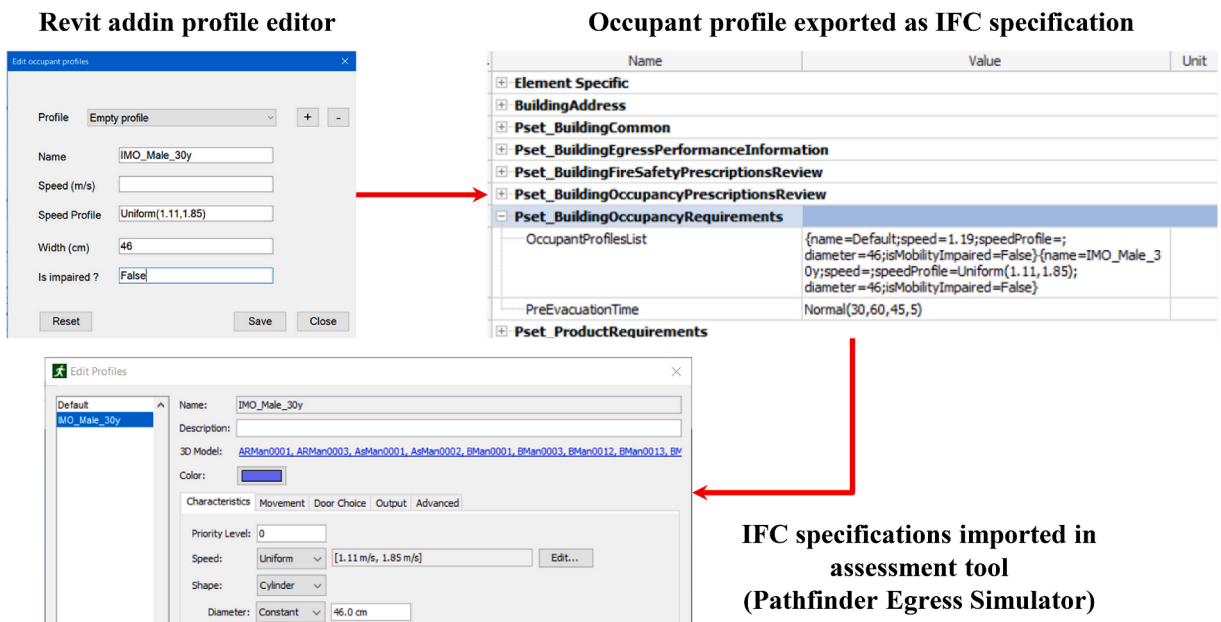 Revit addin profile editor
Occupant profile exported as IFC specification
Edit occupant profiles
Profile Empty profile + -
Name IMO_Male_30y
Speed (m/s)
Speed Profile Uniform(1.11,1.85)
Width (cm) 46
Is impaired ? False
Reset Save Close
Name Value Unit
Element Specific
BuildingAddress
Pset_BuildingCommon
Pset_BuildingEgressPerformanceInformation
Pset_BuildingFireSafetyPrescriptionsReview
Pset_BuildingOccupancyPrescriptionsReview
Pset_BuildingOccupancyRequirements
OccupantProfilesList {name=Default;speed=1.19;speedProfile=;
diameter=46;isMobilityImpaired=False}{name=IMO_Male_3
0y;speed=;speedProfile=Uniform(1.11,1.85);
diameter=46;isMobilityImpaired=False}
PreEvacuationTime Normal(30,60,45,5)
Pset_ProductRequirements
Edit Profiles
Default
IMO_Male_30y
Name: IMO_Male_30y
Description:
3D Model: ARMan0001, ARMan0003, AsMan0001, AsMan0002, BMan0001, BMan0003, BMan0012, BMan0013, BM
Color:
Characteristics Movement Door Choice Output Advanced
Priority Level: 0
Speed: Uniform [1.11 m/s, 1.85 m/s] Edit...
Shape: Cylinder
Diameter: Constant 46.0 cm
IFC specifications imported in
assessment tool
(Pathfinder Egress Simulator)